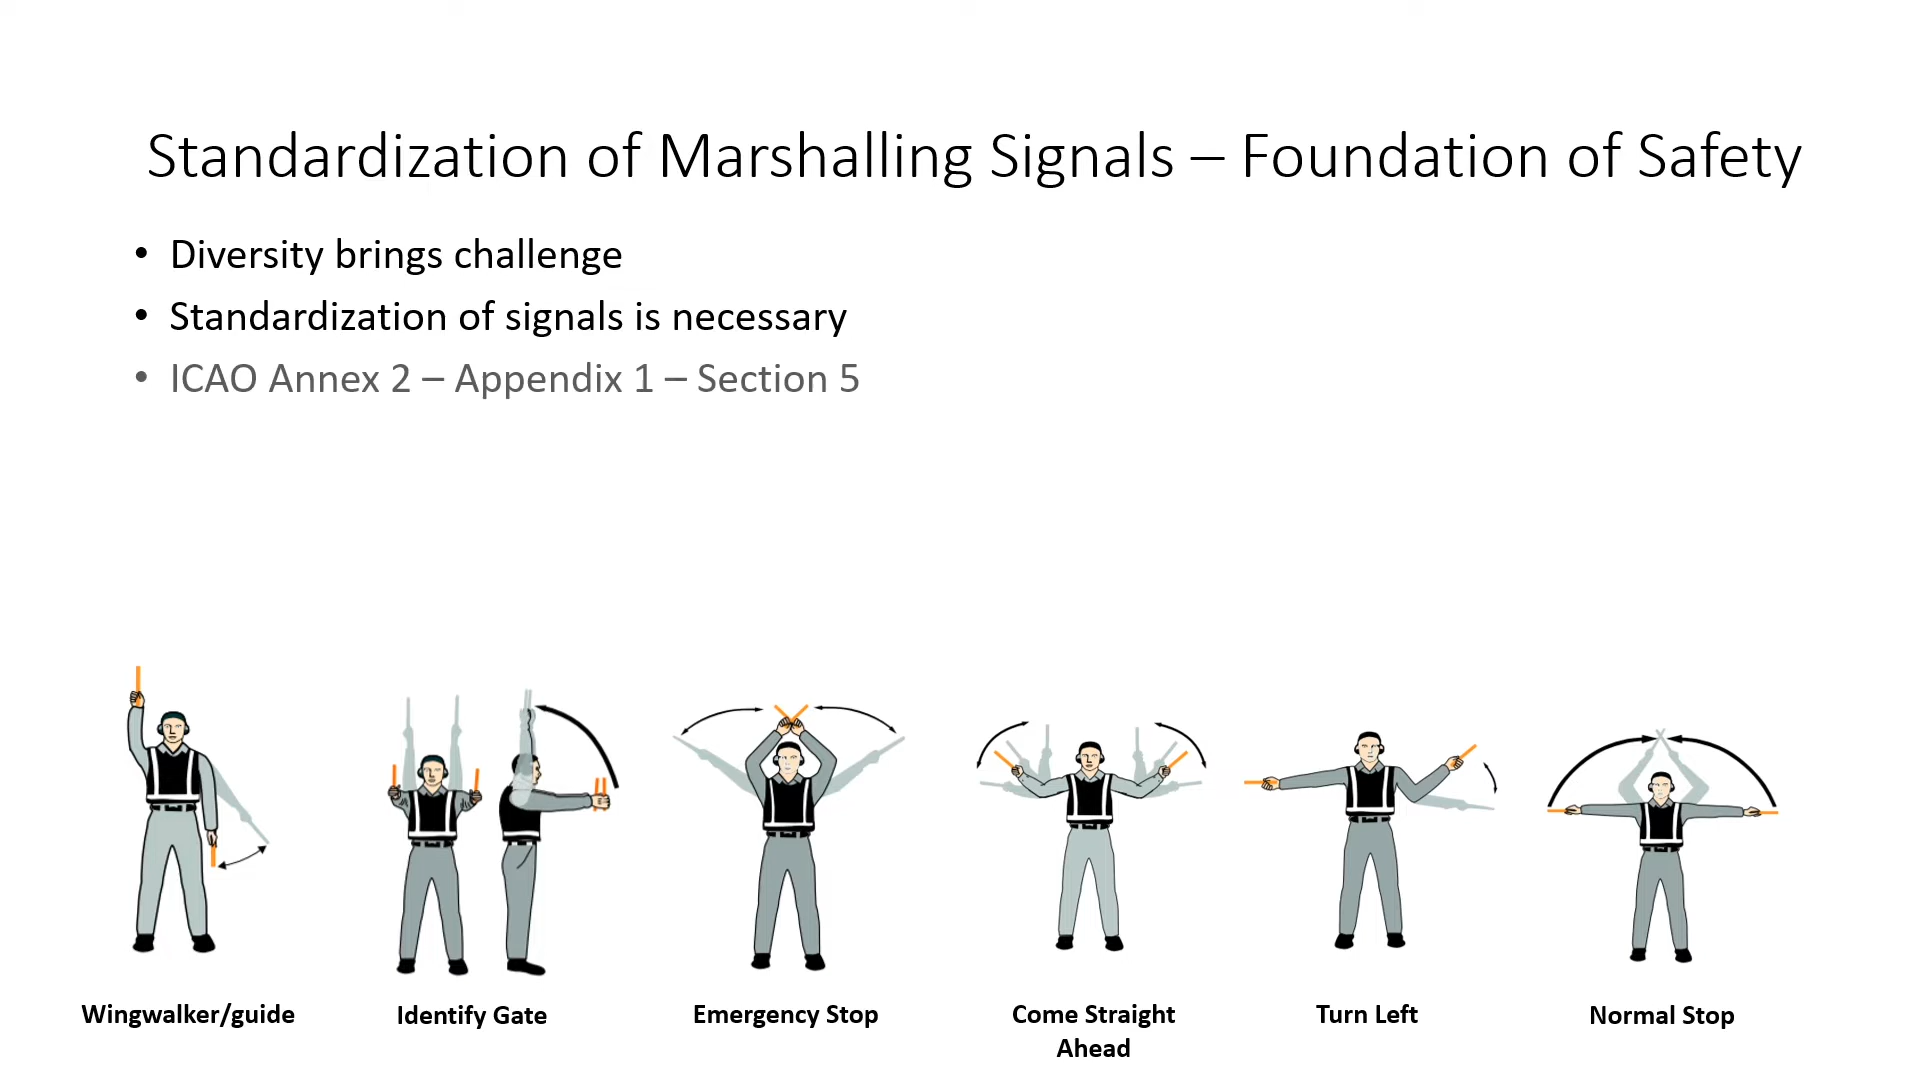 Standardization of Marshalling Signals – Foundation of Safety
• Diversity brings challenge
• Standardization of signals is necessary
• ICAO Annex 2 – Appendix 1 – Section 5
Wingwalker/guide
Identify Gate
Emergency Stop
Come Straight
Ahead
Turn Left
Normal Stop